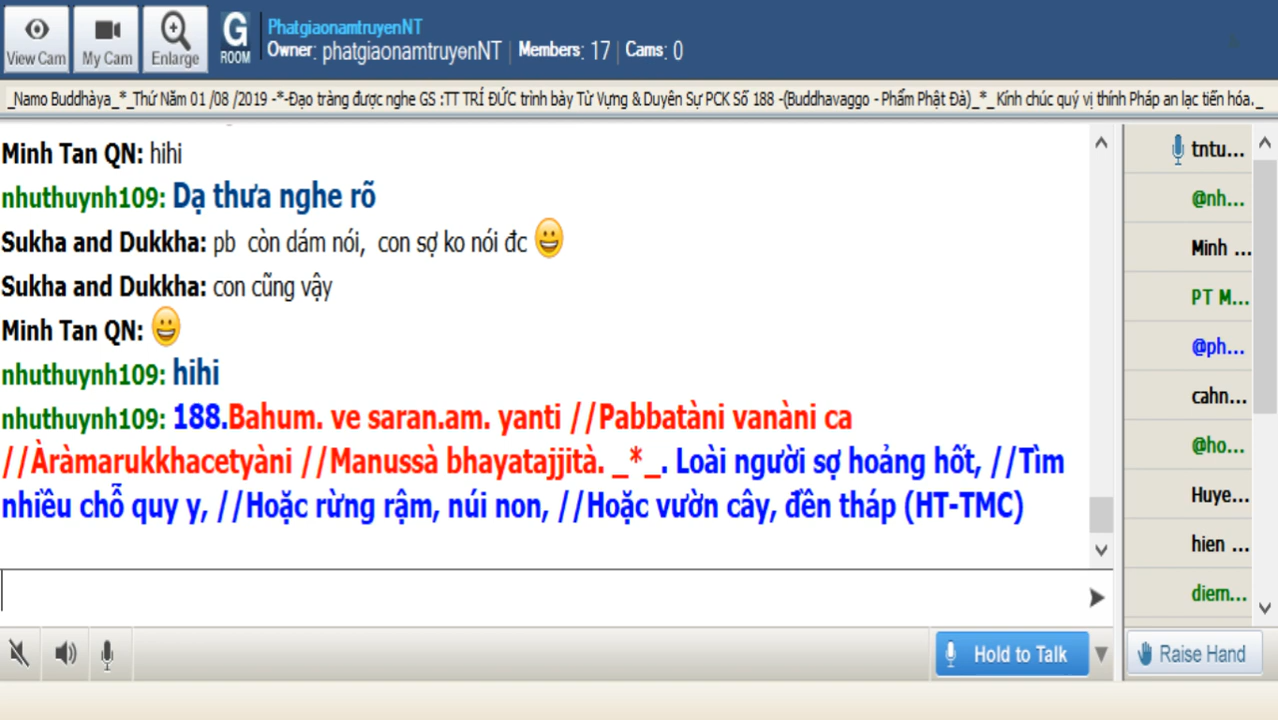 PhatgiaonamtruyenNT
View Cam My Cam Enlarge G ROOM Owner: phatgiaonamtruyenNT | Members: 17 | Cams: 0
_Namo Buddhàya_*_Thứ Năm 01 /08 /2019 -*-Đạo tràng được nghe GS :TT TRÍ ĐỨC trình bày Từ Vựng & Duyên Sự PCK Số 188 -(Buddhavaggo - Phẩm Phật Đà)_*_ Kính chúc quý vị thính Pháp an lạc tiến hóa._
Minh Tan QN: hihi
nhuthuynh109: Dạ thưa nghe rõ
Sukha and Dukkha: pb còn dám nói, con sợ ko nói đc 😀
Sukha and Dukkha: con cũng vậy
Minh Tan QN: 😀
nhuthuynh109: hihi
nhuthuynh109: 188.Bahum. ve saran.am. yanti //Pabbatàni vanàni ca
//Àràmarukkhacetyàni //Manussà bhayatajjità. _*_. Loài người sợ hoảng hốt, //Tìm
nhiều chỗ quy y, //Hoặc rừng rậm, núi non, //Hoặc vườn cây, đền tháp (HT-TMC)
tntu...
@nh...
Minh ...
PT M...
@ph...
cahn...
@ho...
Huye...
hien ...
diem...
Hold to Talk
Raise Hand